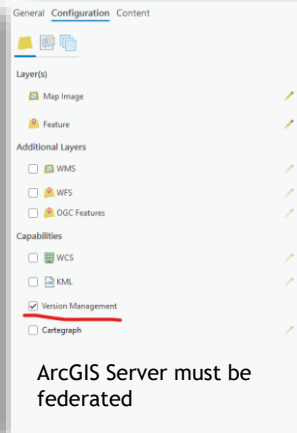 General Configuration Content
Layer(s)
Map Image
Feature
Additional Layers
WMS
WFS
OGC Features
Capabilities
WCS
KML
Version Management
Cartegraph
ArcGIS Server must be
federated